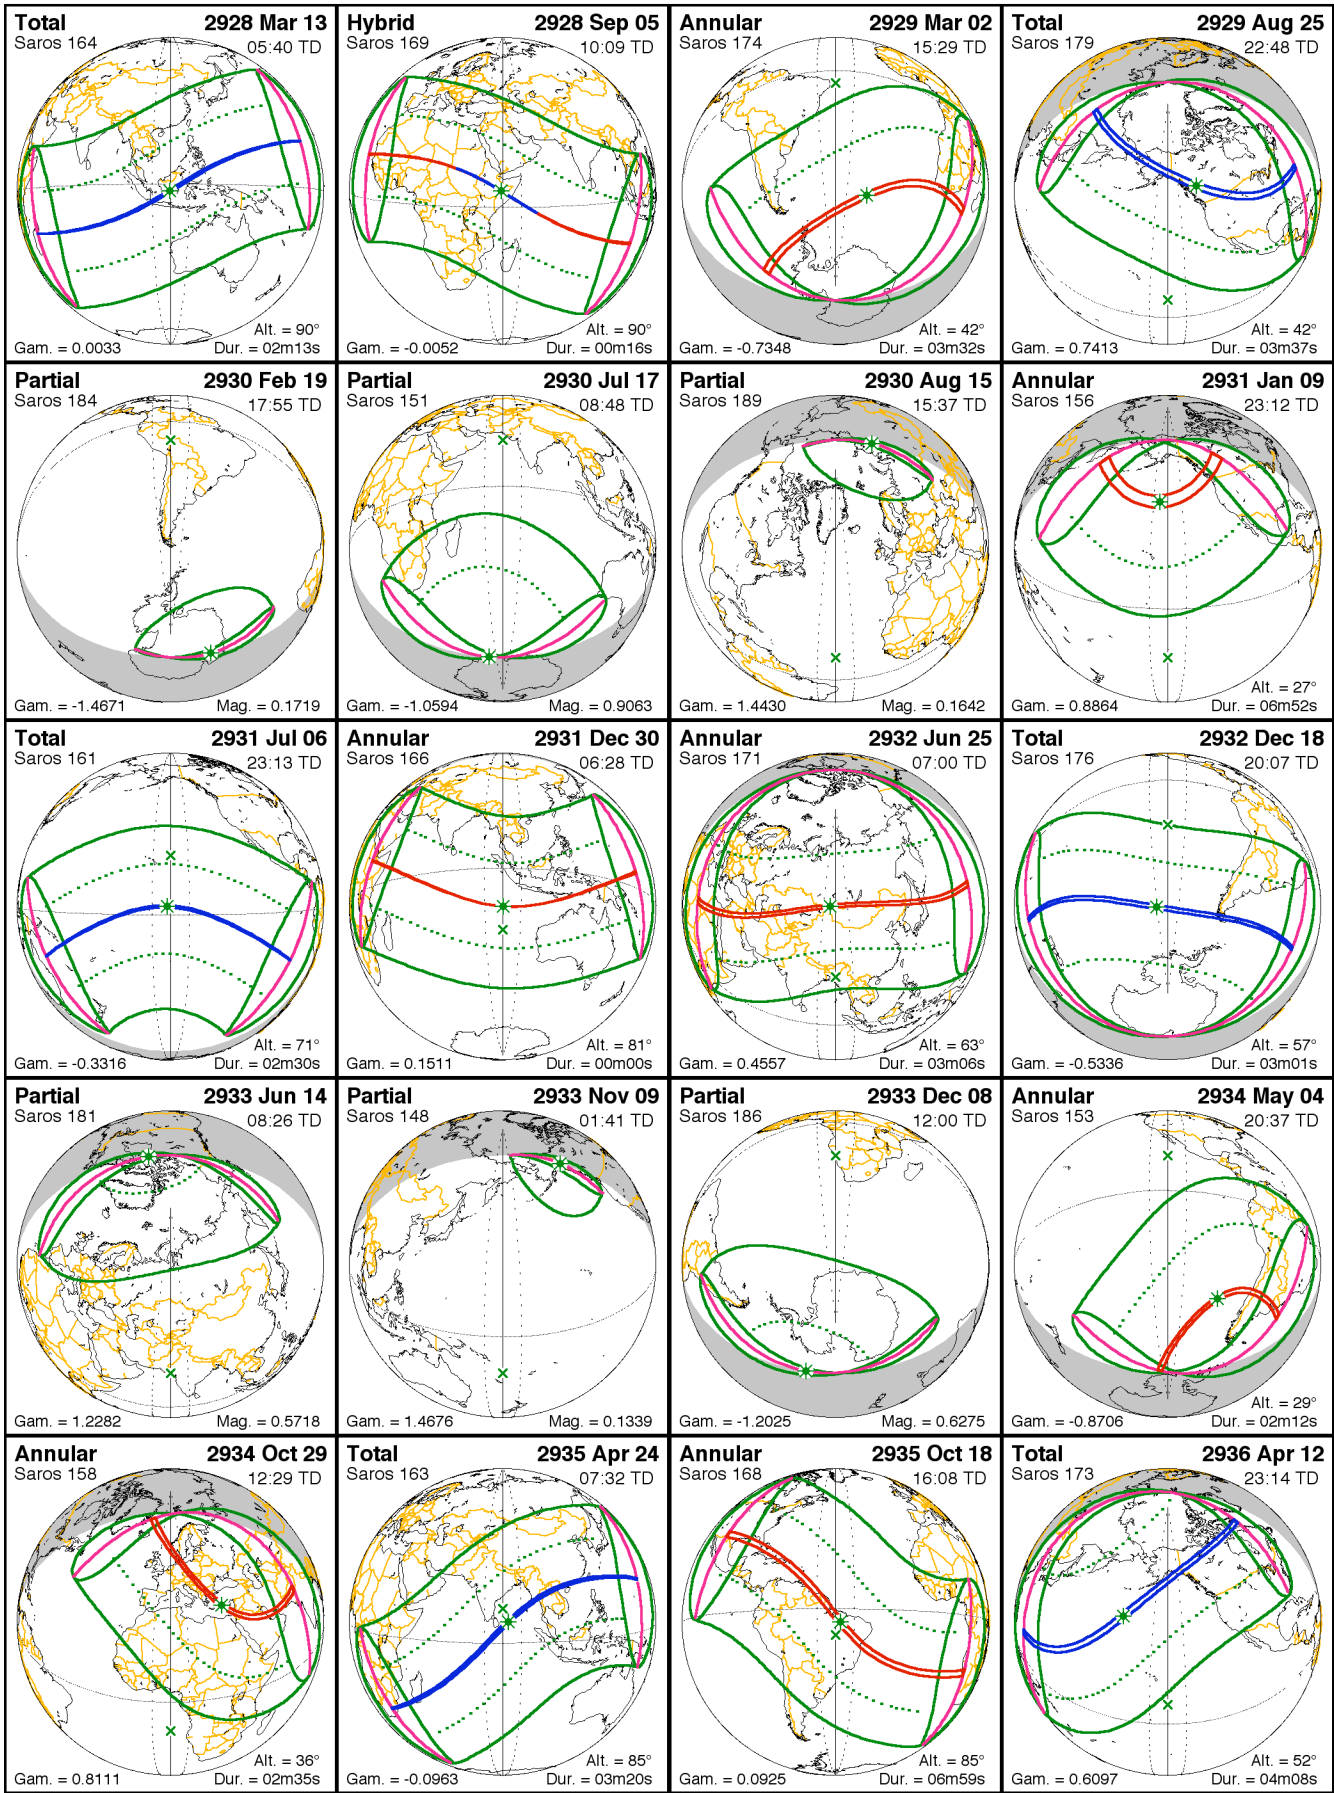 Total 2928 Mar 13
Saros 164 05:40 TD
Alt. = 90°
Gam. = 0.0033 Dur. = 02m13s
Hybrid 2928 Sep 05
Saros 169 10:09 TD
Alt. = 90°
Gam. = -0.0052 Dur. = 00m16s
Annular 2929 Mar 02
Saros 174 15:29 TD
Alt. = 42°
Gam. = -0.7348 Dur. = 03m32s
Total 2929 Aug 25
Saros 179 22:48 TD
Alt. = 42°
Gam. = 0.7413 Dur. = 03m37s
Partial 2930 Feb 19
Saros 184 17:55 TD
Gam. = -1.4671 Mag. = 0.1719
Partial 2930 Jul 17
Saros 151 08:48 TD
Gam. = -1.0594 Mag. = 0.9063
Partial 2930 Aug 15
Saros 189 15:37 TD
Gam. = 1.4430 Mag. = 0.1642
Annular 2931 Jan 09
Saros 156 23:12 TD
Alt. = 27°
Gam. = 0.8864 Dur. = 06m52s
Total 2931 Jul 06
Saros 161 23:13 TD
Alt. = 71°
Gam. = -0.3316 Dur. = 02m30s
Annular 2931 Dec 30
Saros 166 06:28 TD
Alt. = 81°
Gam. = 0.1511 Dur. = 00m00s
Annular 2932 Jun 25
Saros 171 07:00 TD
Alt. = 63°
Gam. = 0.4557 Dur. = 03m06s
Total 2932 Dec 18
Saros 176 20:07 TD
Alt. = 57°
Gam. = -0.5336 Dur. = 03m01s
Partial 2933 Jun 14
Saros 181 08:26 TD
Gam. = 1.2282 Mag. = 0.5718
Partial 2933 Nov 09
Saros 148 01:41 TD
Gam. = 1.4676 Mag. = 0.1339
Partial 2933 Dec 08
Saros 186 12:00 TD
Gam. = -1.2025 Mag. = 0.6275
Annular 2934 May 04
Saros 153 20:37 TD
Alt. = 29°
Gam. = -0.8706 Dur. = 02m12s
Annular 2934 Oct 29
Saros 158 12:29 TD
Alt. = 36°
Gam. = 0.8111 Dur. = 02m35s
Total 2935 Apr 24
Saros 163 07:32 TD
Alt. = 85°
Gam. = -0.0963 Dur. = 03m20s
Annular 2935 Oct 18
Saros 168 16:08 TD
Alt. = 85°
Gam. = 0.0925 Dur. = 06m59s
Total 2936 Apr 12
Saros 173 23:14 TD
Alt. = 52°
Gam. = 0.6097 Dur. = 04m08s